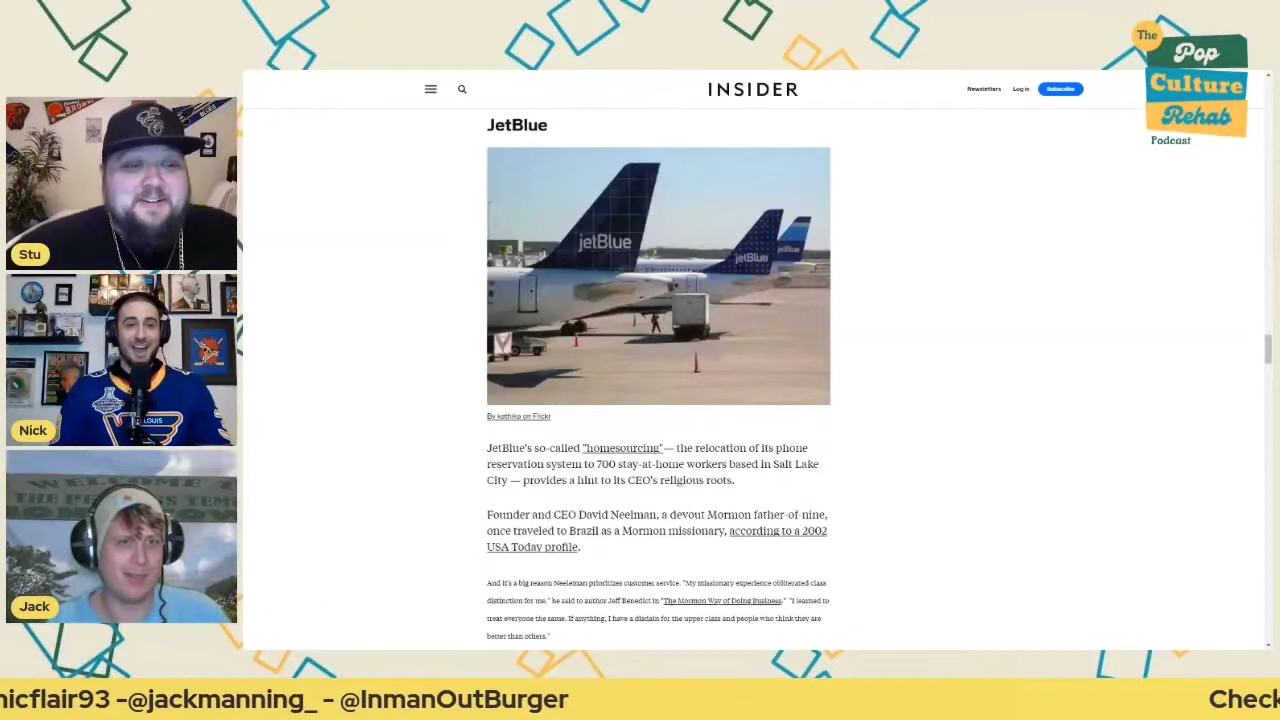 The
Pop
Culture
Rehab
Podcast
INSIDER
Newsletters
Log in
Subscribe
JetBlue
jetBlue
jetBlue
jetBlue
By kathika on Flickr
JetBlue's so-called "homesourcing"— the relocation of its phone
reservation system to 700 stay-at-home workers based in Salt Lake
City — provides a hint to its CEO's religious roots.
Founder and CEO David Neelman, a devout Mormon father-of-nine,
once traveled to Brazil as a Mormon missionary, according to a 2002
USA Today profile.
And it's a big reason Neeleman prioritizes customer service. "My missionary experience obliterated class
distinction for me," he said to author Jeff Benedict in "The Mormon Way of Doing Business." "I learned to
treat everyone the same. If anything, I have a disdain for the upper class and people who think they are
better than others."
BROWNS
BLUES
Stu
LOUIS
Nick
Jack
nicflair93 -@jackmanning_ - @InmanOutBurger
Check